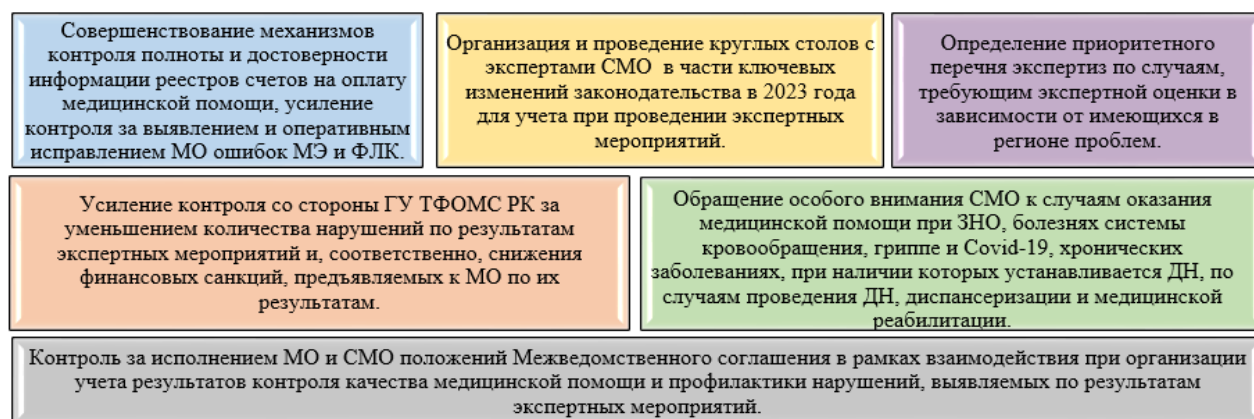 Совершенствование механизмов
контроля полноты и достоверности
информации реестров счетов на оплату
медицинской помощи, усиление
контроля за выявлением и оперативным
исправлением МО ошибок МЭ и ФЛК.
Организация и проведение круглых столов с
экспертами СМО в части ключевых
изменений законодательства в 2023 года
для учета при проведении экспертных
мероприятий.
Определение приоритетного
перечня экспертиз по случаям,
требующим экспертной оценки в
зависимости от имеющихся в
регионе проблем.
Усиление контроля со стороны ГУ ТФОМС РК за
уменьшением количества нарушений по результатам
экспертных мероприятий и, соответственно, снижения
финансовых санкций, предъявляемых к МО по их
результатам.
Обращение особого внимания СМО к случаям оказания
медицинской помощи при ЗНО, болезнях системы
кровообращения, гриппе и Covid-19, хронических
заболеваниях, при наличии которых устанавливается ДН, по
случаям проведения ДН, диспансеризации и медицинской
реабилитации.
Контроль за исполнением МО и СМО положений Межведомственного соглашения в рамках взаимодействия при организации
учета результатов контроля качества медицинской помощи и профилактики нарушений, выявляемых по результатам
экспертных мероприятий.